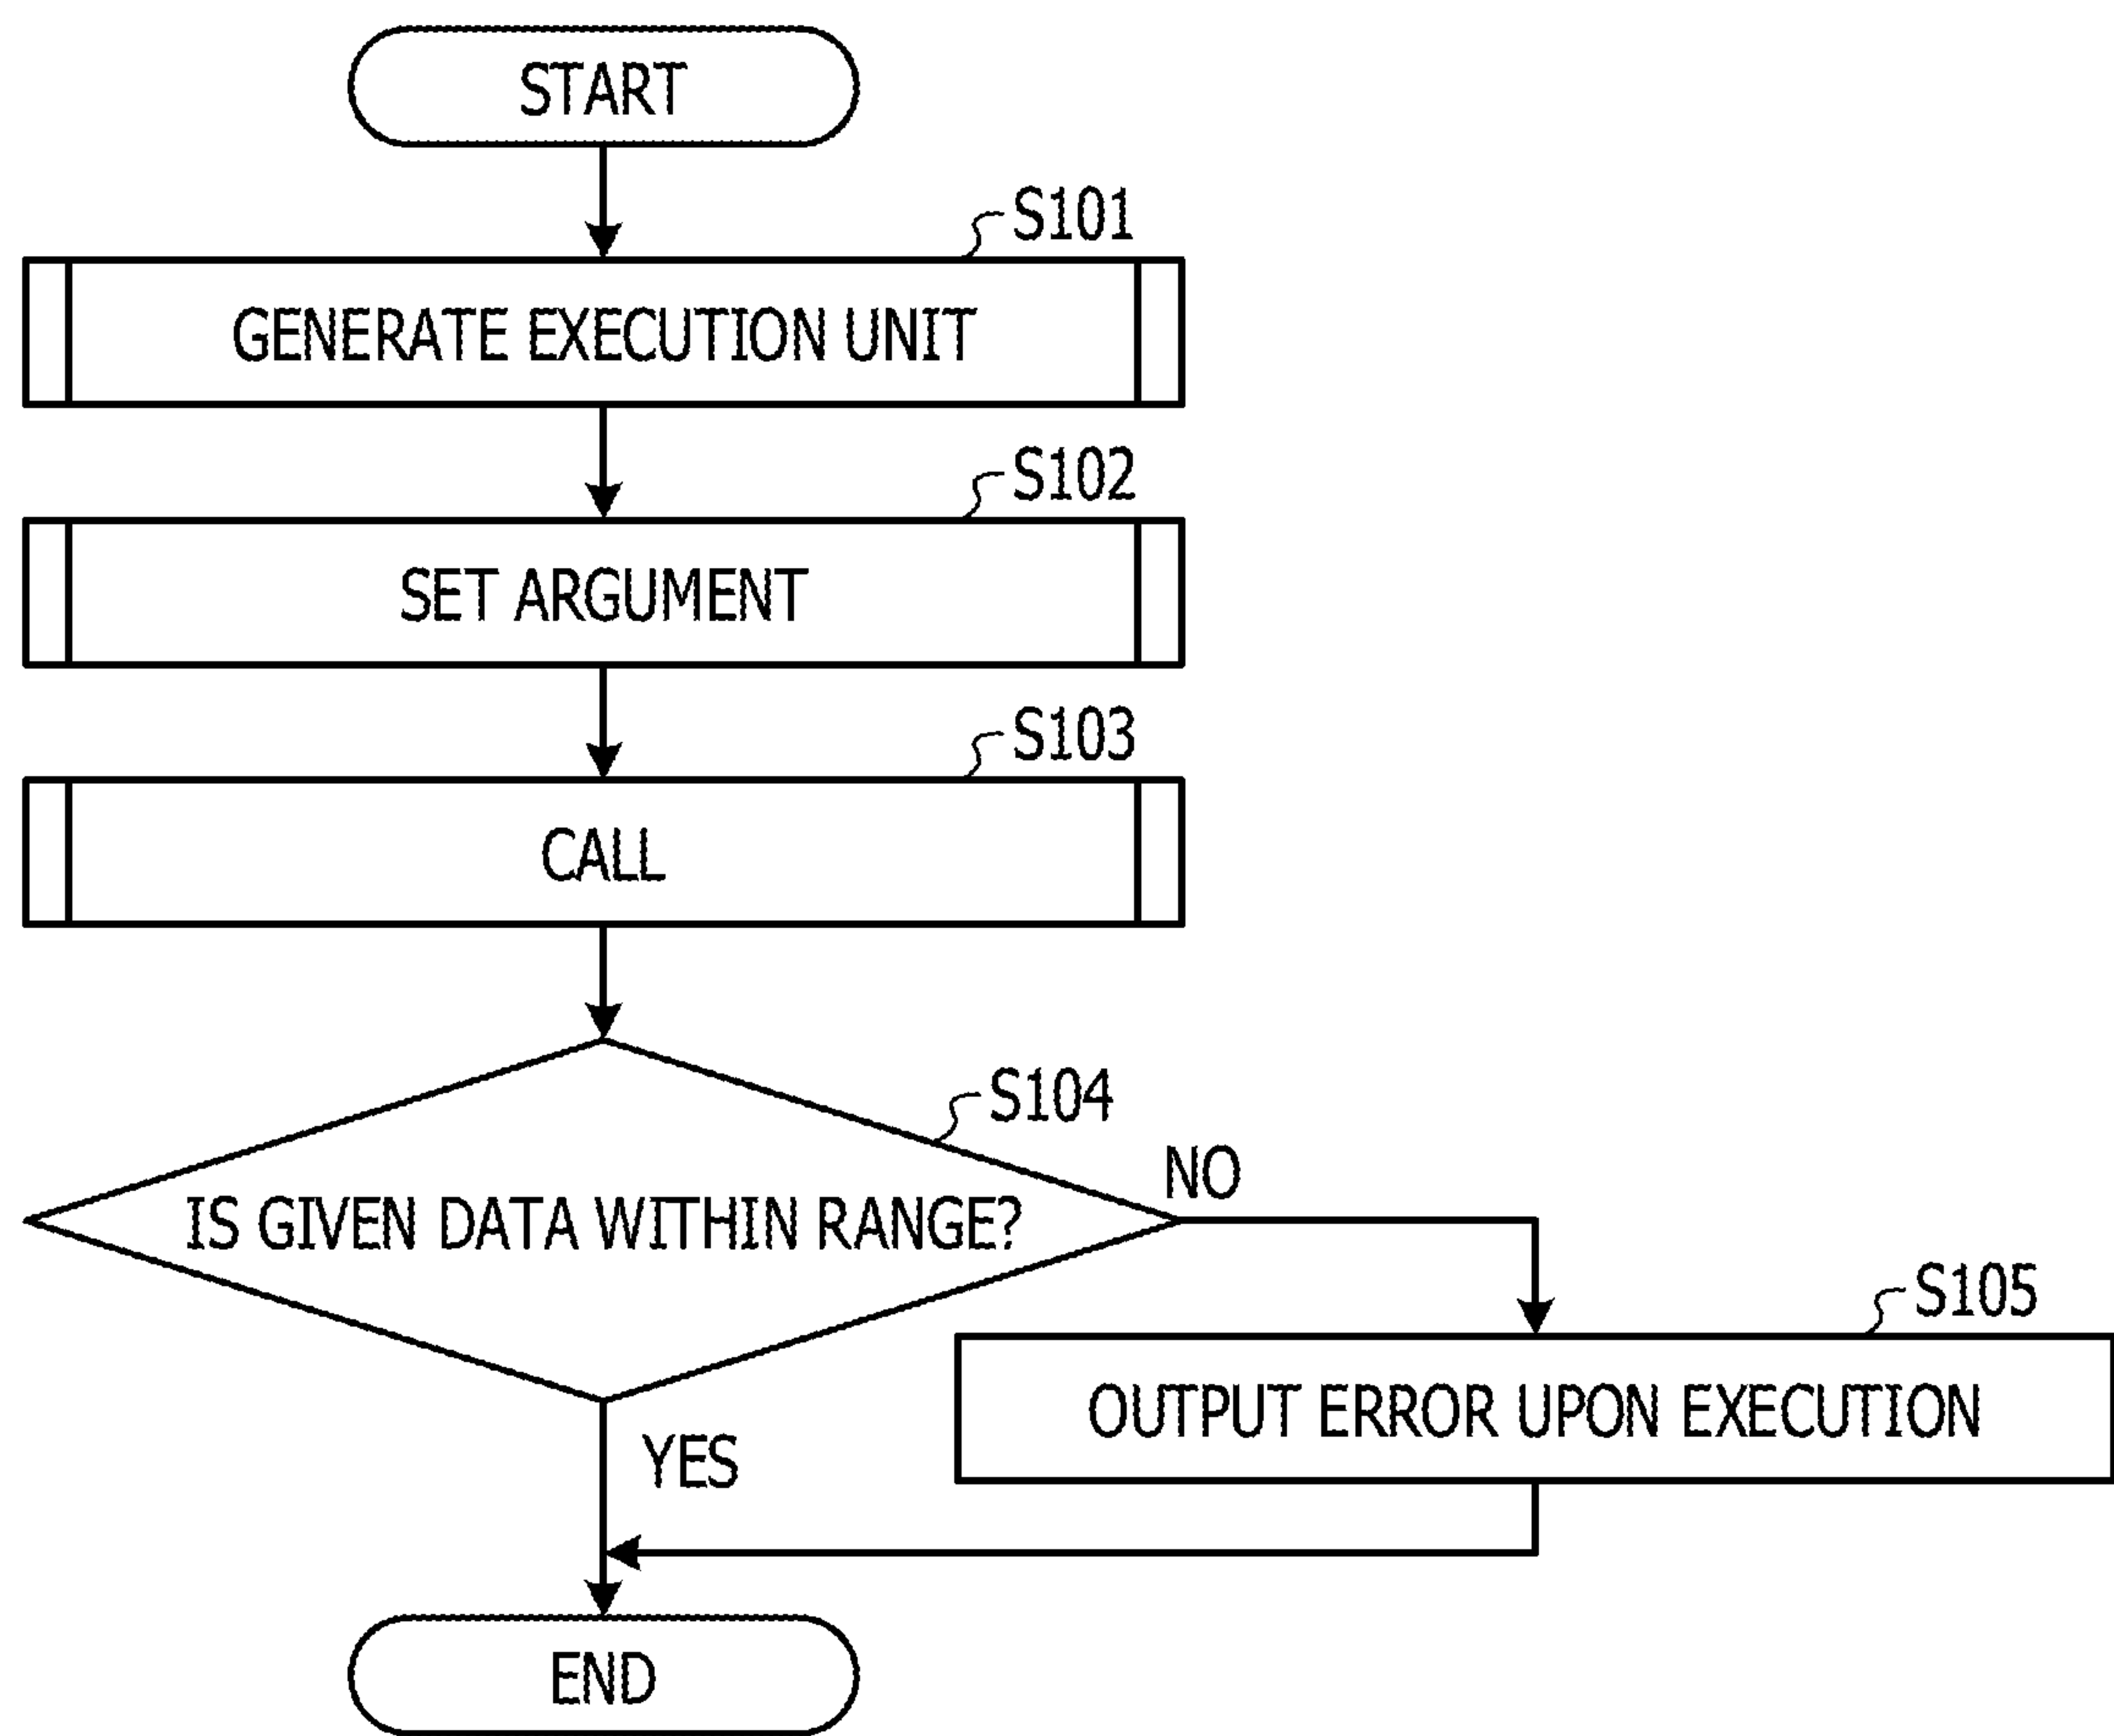 START
S101
GENERATE EXECUTION UNIT
S102
SET ARGUMENT
S103
CALL
S104
NO
IS GIVEN DATA WITHIN RANGE?
S105
OUTPUT ERROR UPON EXECUTION
YES
END